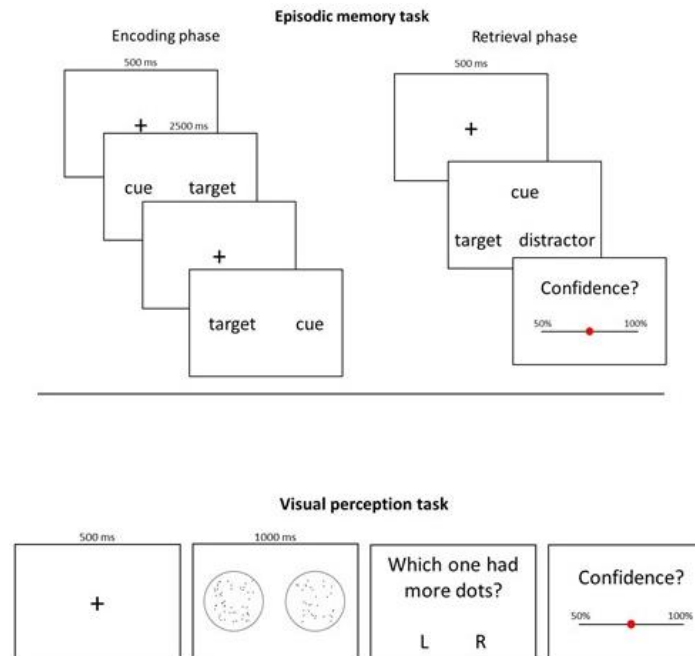 Episodic memory task
Encoding phase
Retrieval phase
500 ms
+
2500 ms
cue target
+
target cue
500 ms
+
cue
target distractor
Confidence?
50% 100%
Visual perception task
500 ms
+
1000 ms
Which one had
more dots?
L R
Confidence?
50% 100%